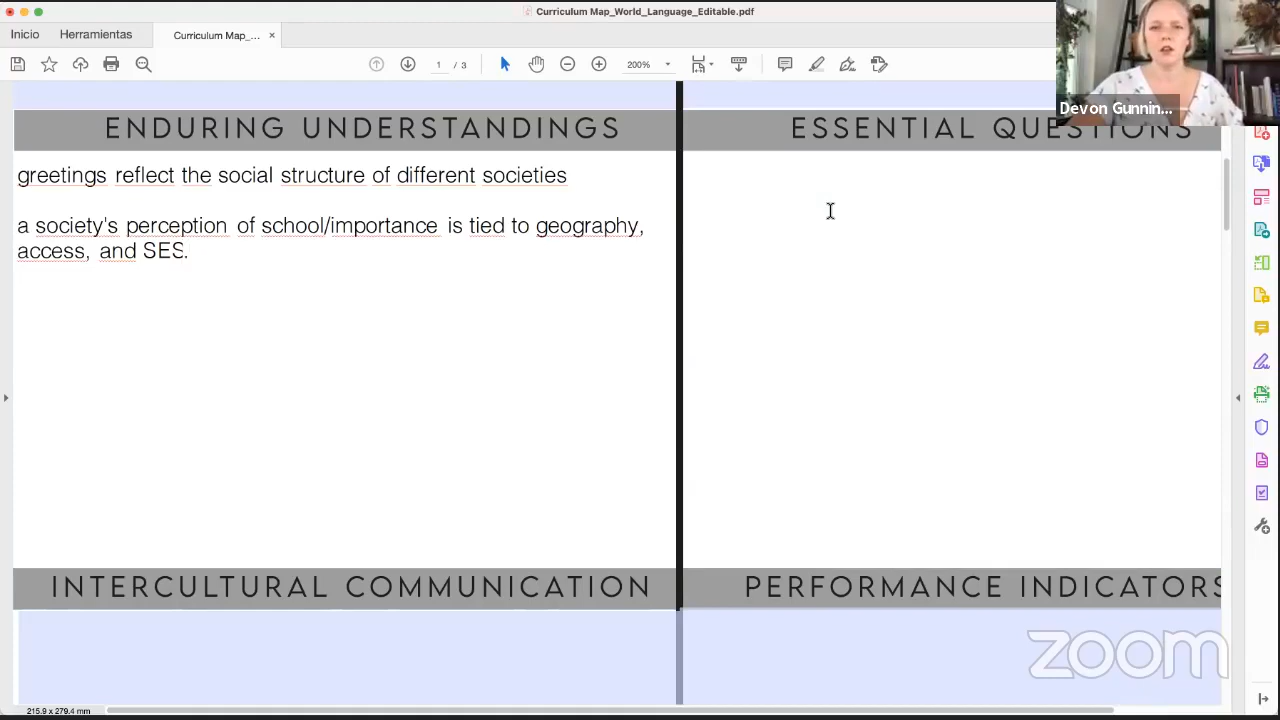 Curriculum Map_World_Language_Editable.pdf
Inicio
Herramientas
Curriculum Map_...
1 / 3
200%
Devon Gunnin...
ENDURING UNDERSTANDINGS
ESSENTIAL QUESTIONS
greetings reflect the social structure of different societies
a society's perception of school/importance is tied to geography,
access, and SES.
INTERCULTURAL COMMUNICATION
PERFORMANCE INDICATORS
zoom
215.9 x 279.4 mm